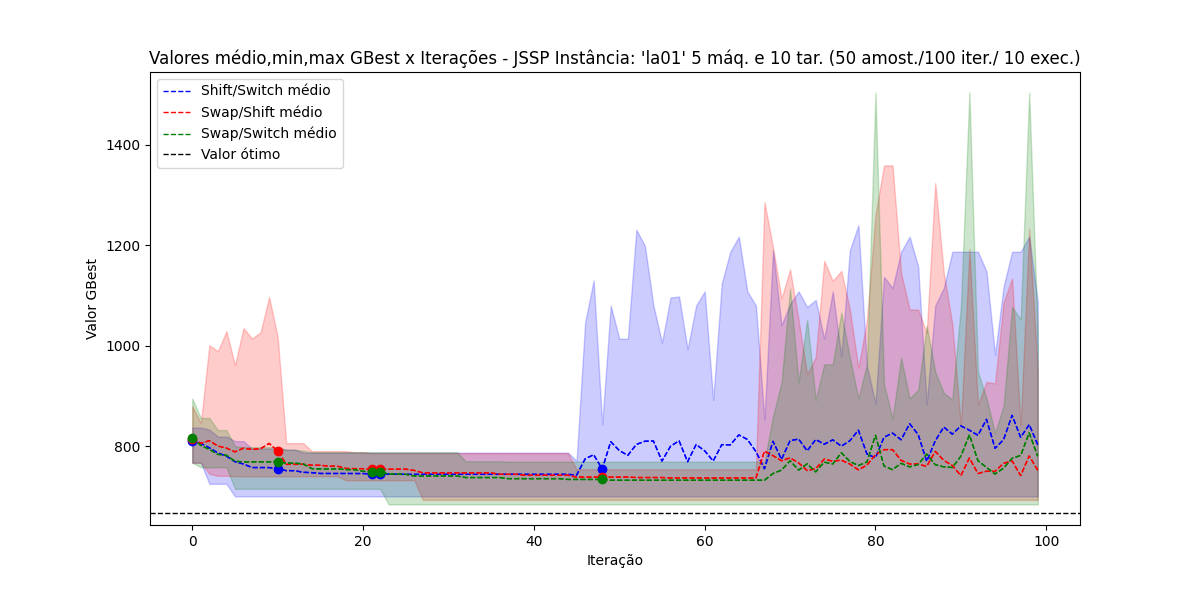 Valores médio,min,max GBest x Iterações - JSSP Instância: 'la01' 5 máq. e 10 tar. (50 amost./100 iter./ 10 exec.)
Shift/Switch médio
Swap/Shift médio
Swap/Switch médio
Valor ótimo
1400
1200
1000
800
Valor GBest
0 20 40 60 80 100
Iteração